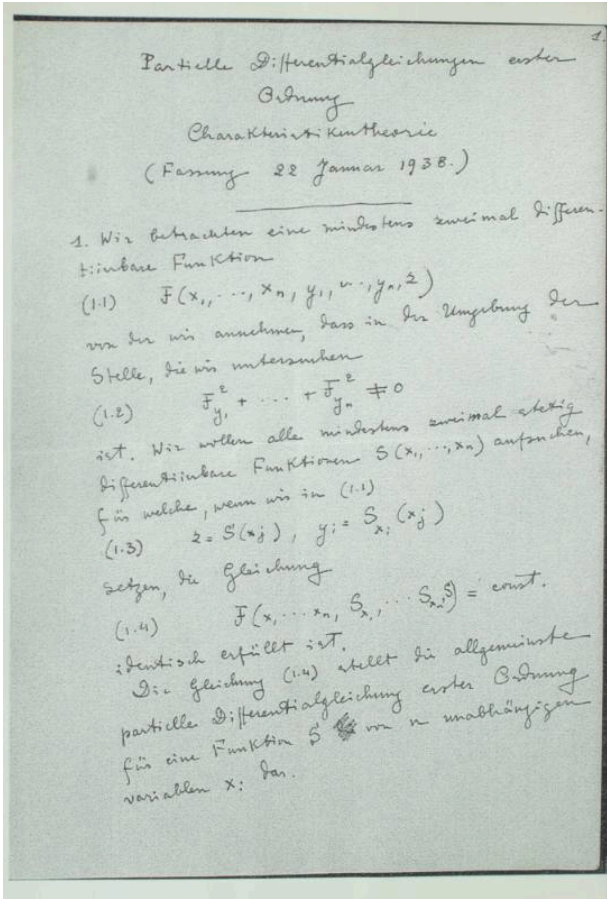 1.
Partielle Differentialgleichungen erster
Ordnung
Charakteristikentheorie
(Fassung 22 Januar 1938.)
1. Wir betrachten eine mindestens zweimal differen-
tiirbare Funktion
(1.1) F(x₁, ..., xₙ, y₁, ..., yₙ, z)
von der wir annehmen, dass in der Umgebung der
Stelle, die wir untersuchen
(1.2) F²_y₁ + ... + F²_yₙ ≠ 0
ist. Wir wollen alle mindestens zweimal stetig
differentiirbare Funktionen S(x₁, ..., xₙ) aufsuchen,
für welche, wenn wir in (1.1)
(1.3) z = S(xⱼ), yᵢ = S_xᵢ (xⱼ)
setzen, die Gleichung
(1.4) F(x₁ ... xₙ, S_x₁, ... S_xₙ, S) = const.
identisch erfüllt ist.
Die Gleichung (1.4) stellt die allgemeinste
partielle Differentialgleichung erster Ordnung
für eine Funktion S von n unabhängigen
variablen xᵢ dar.